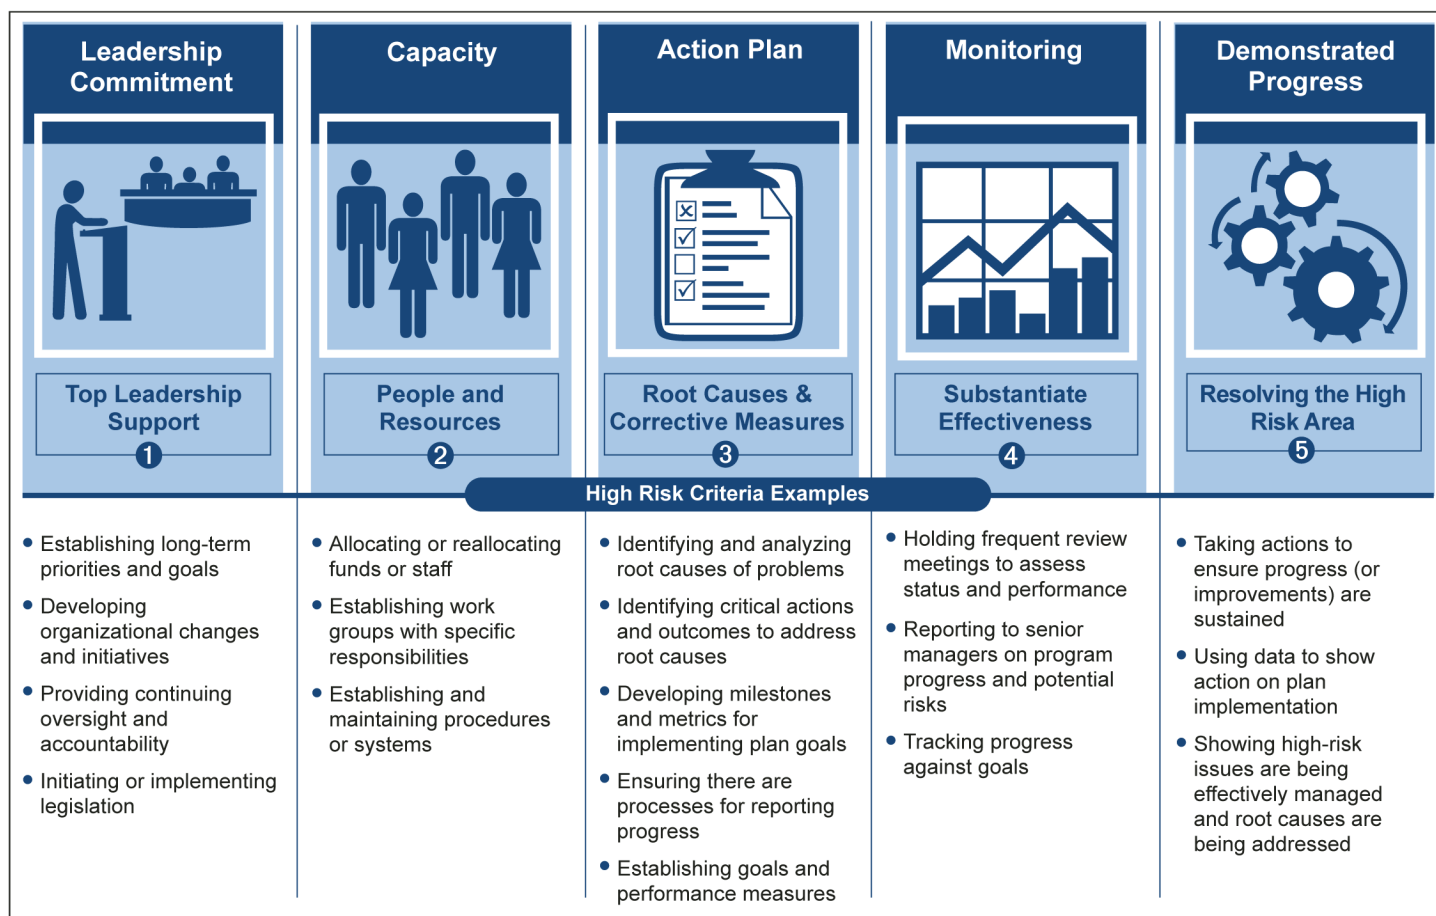 Leadership
Commitment
Capacity
Action Plan
Monitoring
Demonstrated
Progress
Top Leadership
Support
1
People and
Resources
2
Root Causes &
Corrective Measures
3
Substantiate
Effectiveness
4
Resolving the High
Risk Area
5
High Risk Criteria Examples
• Establishing long-term
priorities and goals
• Developing
organizational changes
and initiatives
• Providing continuing
oversight and
accountability
• Initiating or implementing
legislation
• Allocating or reallocating
funds or staff
• Establishing work
groups with specific
responsibilities
• Establishing and
maintaining procedures
or systems
• Identifying and analyzing
root causes of problems
• Identifying critical actions
and outcomes to address
root causes
• Developing milestones
and metrics for
implementing plan goals
• Ensuring there are
processes for reporting
progress
• Establishing goals and
performance measures
• Holding frequent review
meetings to assess
status and performance
• Reporting to senior
managers on program
progress and potential
risks
• Tracking progress
against goals
• Taking actions to
ensure progress (or
improvements) are
sustained
• Using data to show
action on plan
implementation
• Showing high-risk
issues are being
effectively managed
and root causes are
being addressed